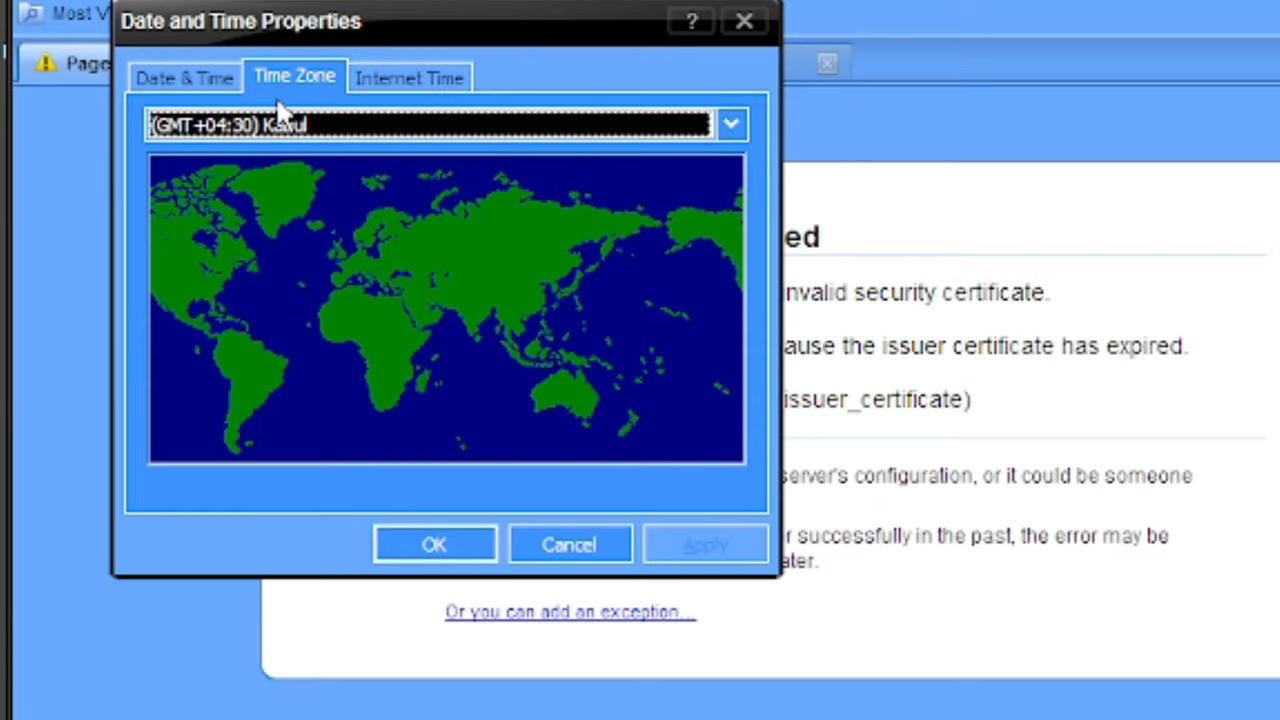 Most V
Date and Time Properties
Page
Date & Time
Time Zone
Internet Time
(GMT+04:30)
ed
nvalid security certificate.
ause the issuer certificate has expired.
issuer_certificate)
server's configuration, or it could be someone
r successfully in the past, the error may be
ater.
OK
Cancel
Apply
Or you can add an exception...